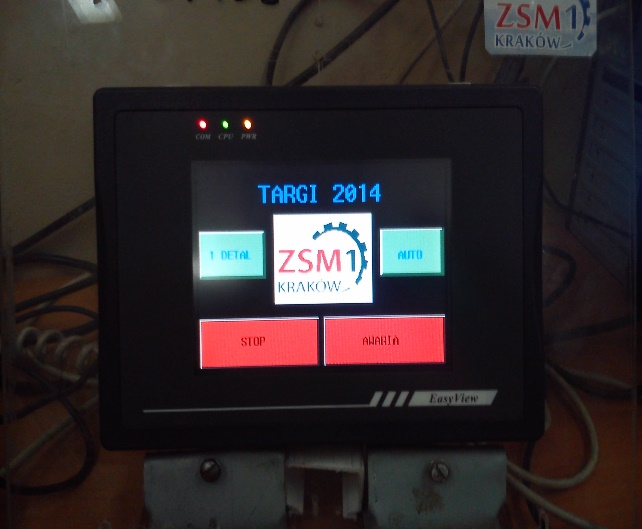 ZSM1
KRAKÓW
COM CPU PWR
TARGI 2014
1 DETAL
ZSM1
KRAKÓW
AUTO
STOP
AWARIA
EasyView